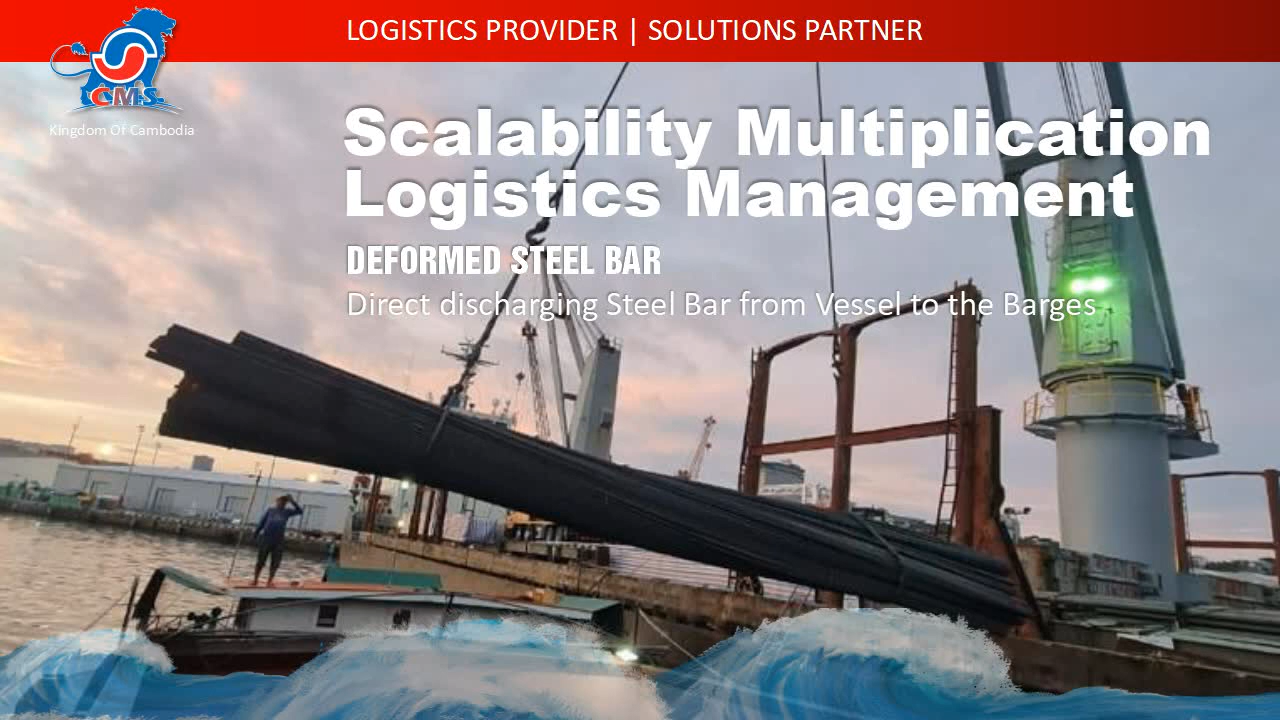 LOGISTICS PROVIDER | SOLUTIONS PARTNER
C.M.S.
Kingdom Of Cambodia
Scalability Multiplication
Logistics Management
DEFORMED STEEL BAR
Direct discharging Steel Bar from Vessel to the Barges